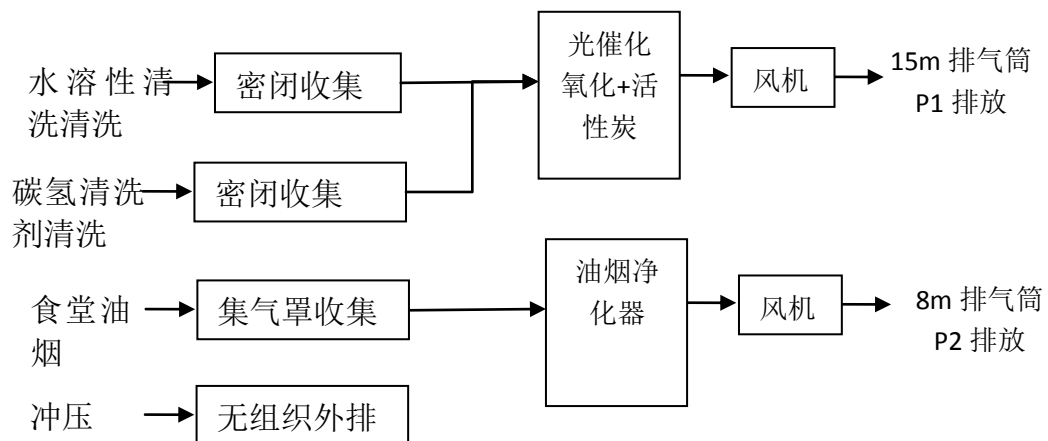 水溶性清
洗清洗
密闭收集
光催化
氧化+活
性炭
风机
15m 排气筒
P1 排放
碳氢清洗
剂清洗
密闭收集
食堂油
烟
集气罩收集
油烟净
化器
风机
8m 排气筒
P2 排放
冲压
无组织外排